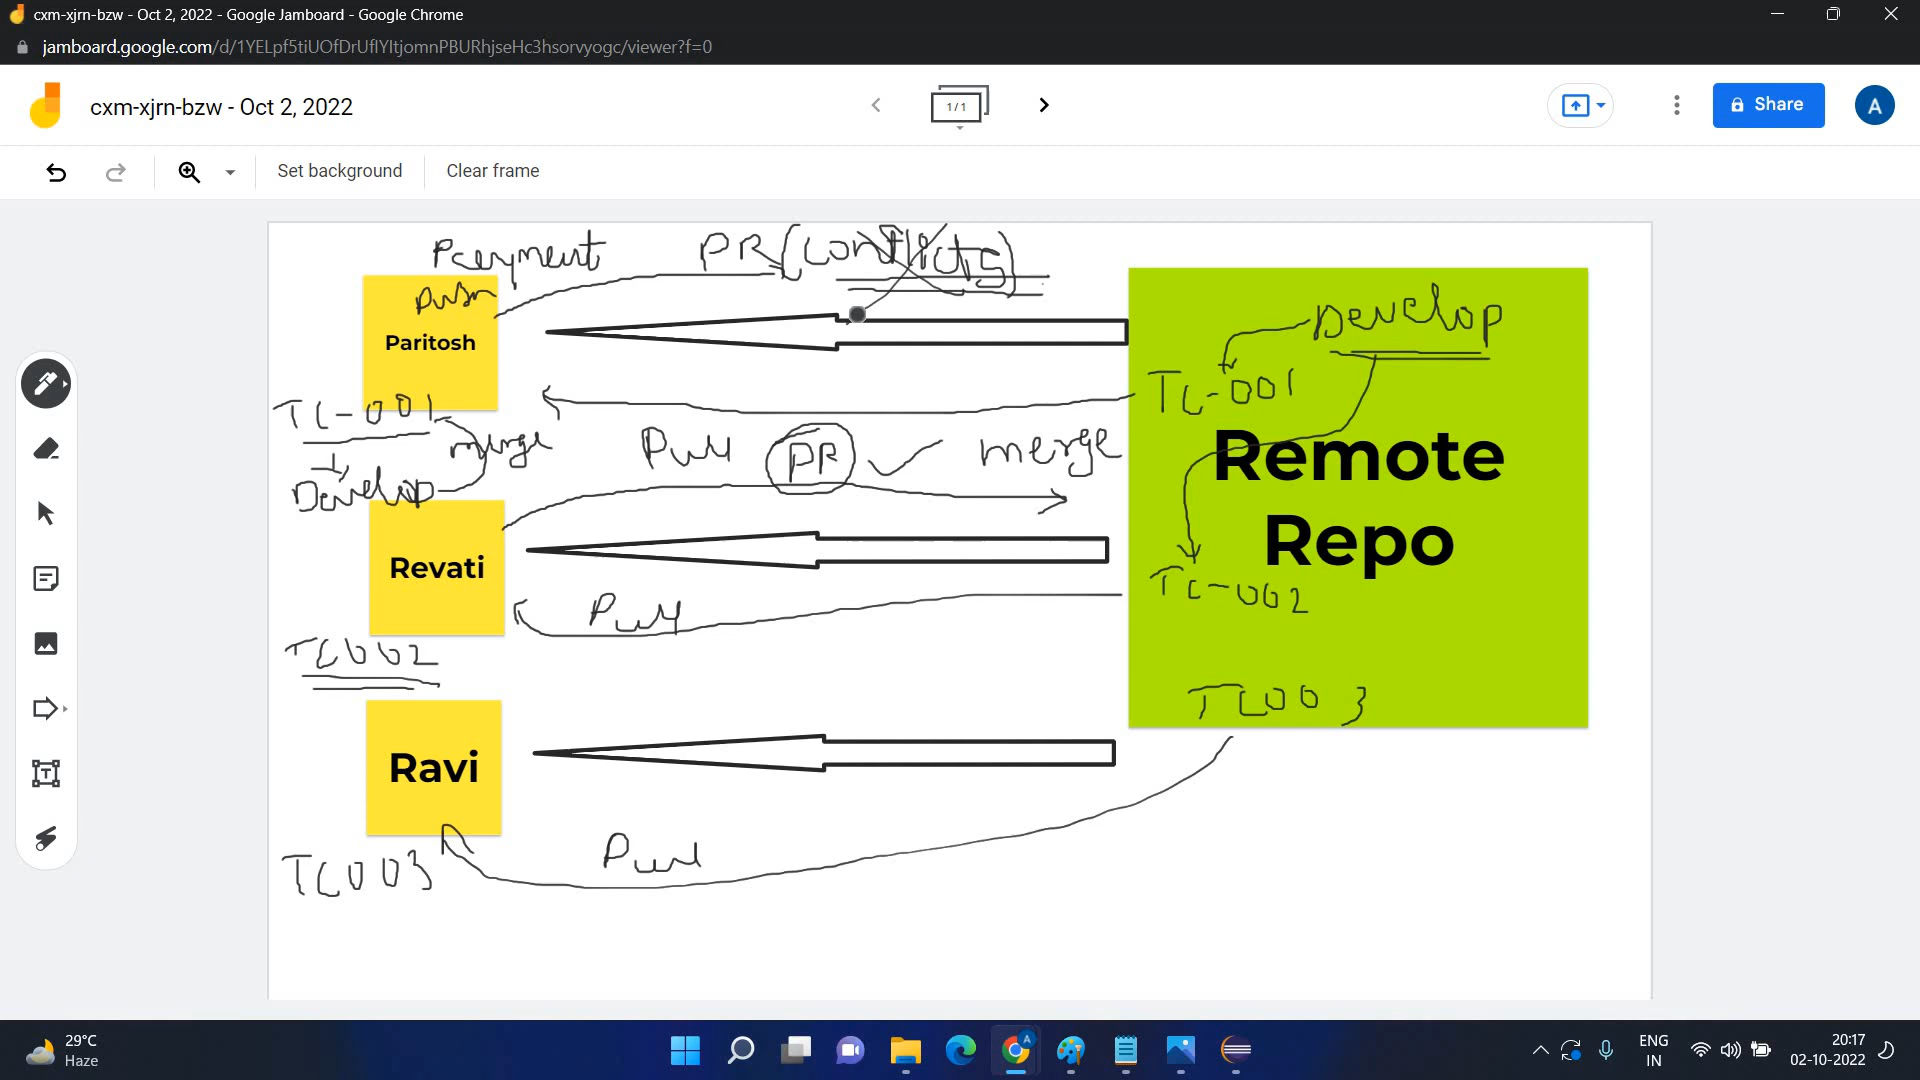 cxm-xjrn-bzw - Oct 2, 2022 - Google Jamboard - Google Chrome
jamboard.google.com/d/1YELpf5tiUOfDrUflYltjomnPBURhjseHc3hsorvyogc/viewer?f=0
cxm-xjrn-bzw - Oct 2, 2022
1 / 1
Share
A
Set background
Clear frame
Payment PR (conflicts)
push
Paritosh
Develop
TC-001
TC-001
merge
Pull PR merge
Develop
Remote
Repo
Revati
TC-002
Pull
TC002
TC003
Ravi
Pull
TC003
29°C
Haze
A
ENG
IN
20:17
02-10-2022